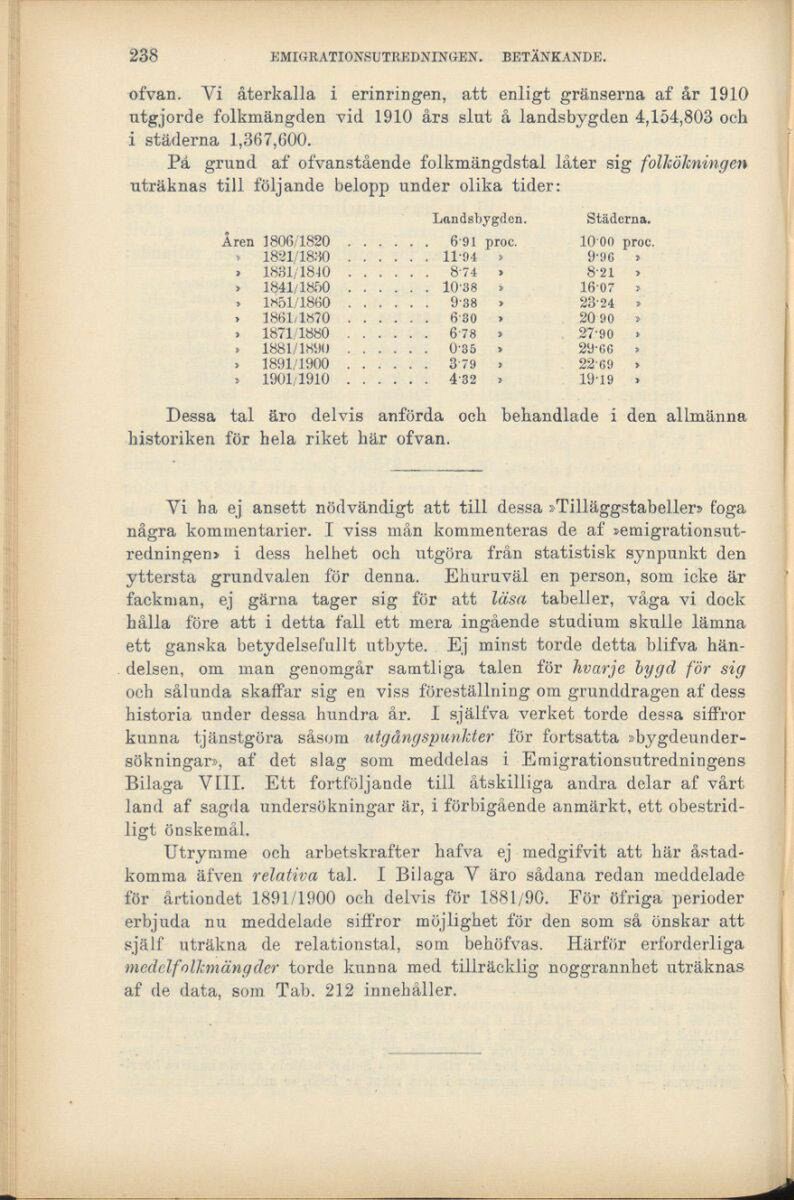 238 EMIGRATIONSUTREDNINGEN. BETÄNKANDE.
ofvan. Vi återkalla i erinringen, att enligt gränserna af år 1910
utgjorde folkmängden vid 1910 års slut å landsbygden 4,154,803 och
i städerna 1,367,600.
På grund af ofvanstående folkmängdstal låter sig folkökningen
uträknas till följande belopp under olika tider:
Landsbygden. Städerna.
Åren 1806/1820 . . . . . . 6·91 proc. 10·00 proc.
» 1821/1830 . . . . . . 11·94 » 9·96 »
» 1831/1840 . . . . . . 8·74 » 8·21 »
» 1841/1850 . . . . . . 10·38 » 16·07 »
» 1851/1860 . . . . . . 9·38 » 23·24 »
» 1861/1870 . . . . . . 6·30 » 20·90 »
» 1871/1880 . . . . . . 6·78 » 27·90 »
» 1881/1890 . . . . . . 0·35 » 29·66 »
» 1891/1900 . . . . . . 3·79 » 22·69 »
» 1901/1910 . . . . . . 4·32 » 19·19 »
Dessa tal äro delvis anförda och behandlade i den allmänna
historiken för hela riket här ofvan.
Vi ha ej ansett nödvändigt att till dessa »Tilläggstabeller» foga
några kommentarier. I viss mån kommenteras de af »emigrationsut-
redningen» i dess helhet och utgöra från statistisk synpunkt den
yttersta grundvalen för denna. Ehuruväl en person, som icke är
fackman, ej gärna tager sig för att läsa tabeller, våga vi dock
hålla före att i detta fall ett mera ingående studium skulle lämna
ett ganska betydelsefullt utbyte. Ej minst torde detta blifva hän-
delsen, om man genomgår samtliga talen för hvarje bygd för sig
och sålunda skaffar sig en viss föreställning om grunddragen af dess
historia under dessa hundra år. I själfva verket torde dessa siffror
kunna tjänstgöra såsom utgångspunkter för fortsatta »bygdeunder-
sökningar», af det slag som meddelas i Emigrationsutredningens
Bilaga VIII. Ett fortföljande till åtskilliga andra delar af vårt
land af sagda undersökningar är, i förbigående anmärkt, ett obestrid-
ligt önskemål.
Utrymme och arbetskrafter hafva ej medgifvit att här åstad-
komma äfven relativa tal. I Bilaga V äro sådana redan meddelade
för årtiondet 1891/1900 och delvis för 1881/90. För öfriga perioder
erbjuda nu meddelade siffror möjlighet för den som så önskar att
själf uträkna de relationstal, som behöfvas. Härför erforderliga
medelfolkmängder torde kunna med tillräcklig noggrannhet uträknas
af de data, som Tab. 212 innehåller.